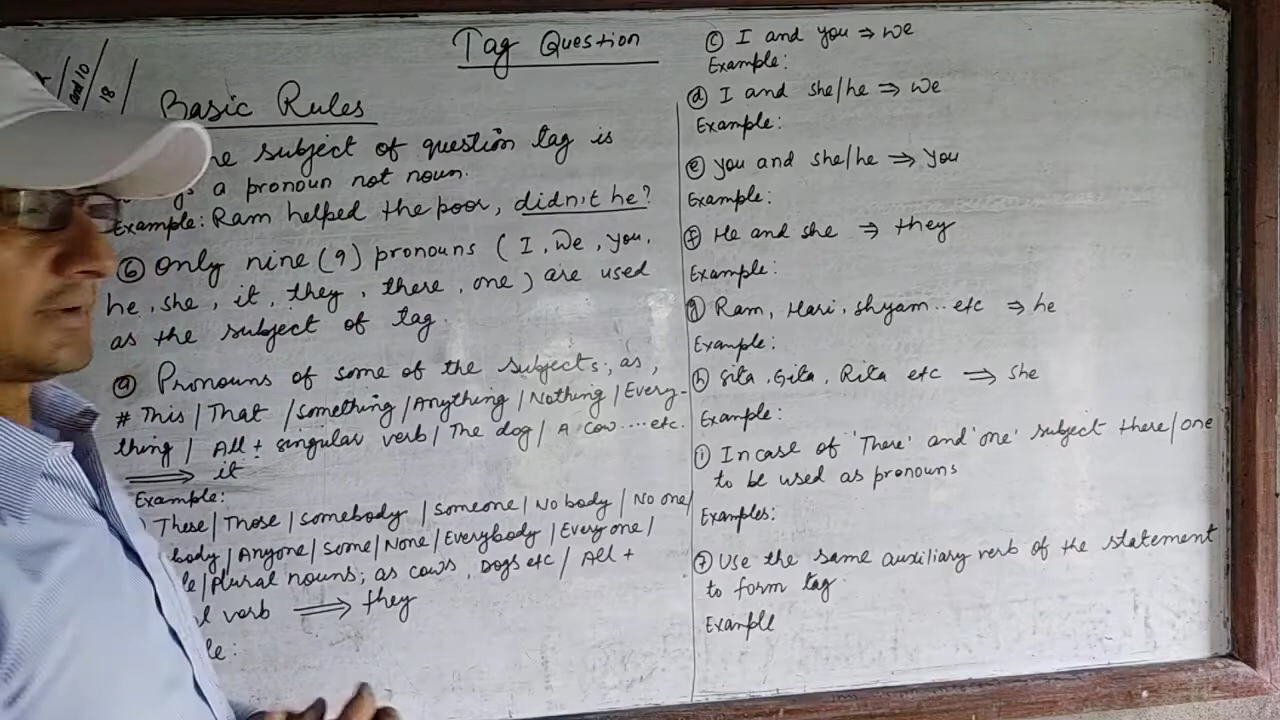 and 10
18
Tag Question
Basic Rules
subject of question tag is
a pronoun not noun.
Example: Ram helped the poor, didn't he?
⑥ Only nine (9) pronouns ( I, We, you,
he, she, it, they, there, one) are used
as the subject of tag.
ⓐ Pronouns of some of the subjects; as,
# This / That / something / Anything / Nothing / Every-
thing / All + singular verb / The dog / A cow .... etc.
⟹ it
Example:
These / Those / somebody / someone / No body / No one /
body / Anyone / Some / None / Everybody / Every one /
plural nouns; as cows, Dogs etc / All +
verb ⟹ they
ⓒ I and you ⇒ we
Example:
ⓓ I and she/he ⇒ we
Example:
ⓔ you and she/he ⇒ you
Example:
ⓕ He and she ⇒ they
Example:
ⓖ Ram, Hari, shyam.. etc ⇒ he
Example:
ⓗ Sita, Gita, Rita etc ⇒ she
Example:
ⓘ In case of 'There' and 'one' subject there/one
to be used as pronouns
Examples:
⑦ Use the same auxiliary verb of the statement
to form tag.
Example